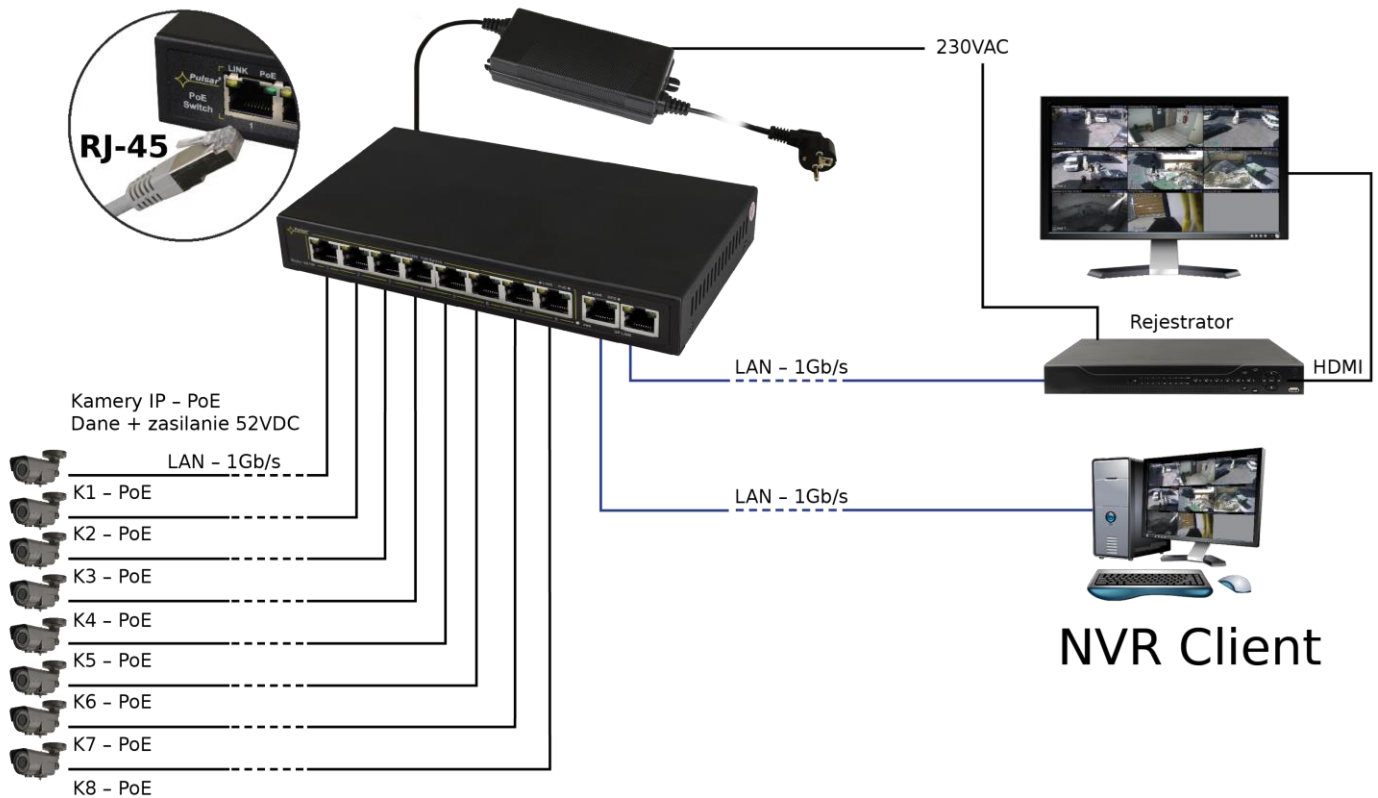 LINK PoE
Pulsar
PoE
Switch
1
RJ-45
230VAC
Rejestrator
HDMI
LAN – 1Gb/s
Kamery IP – PoE
Dane + zasilanie 52VDC
LAN – 1Gb/s
K1 – PoE
K2 – PoE
K3 – PoE
K4 – PoE
K5 – PoE
K6 – PoE
K7 – PoE
K8 – PoE
LAN – 1Gb/s
NVR Client